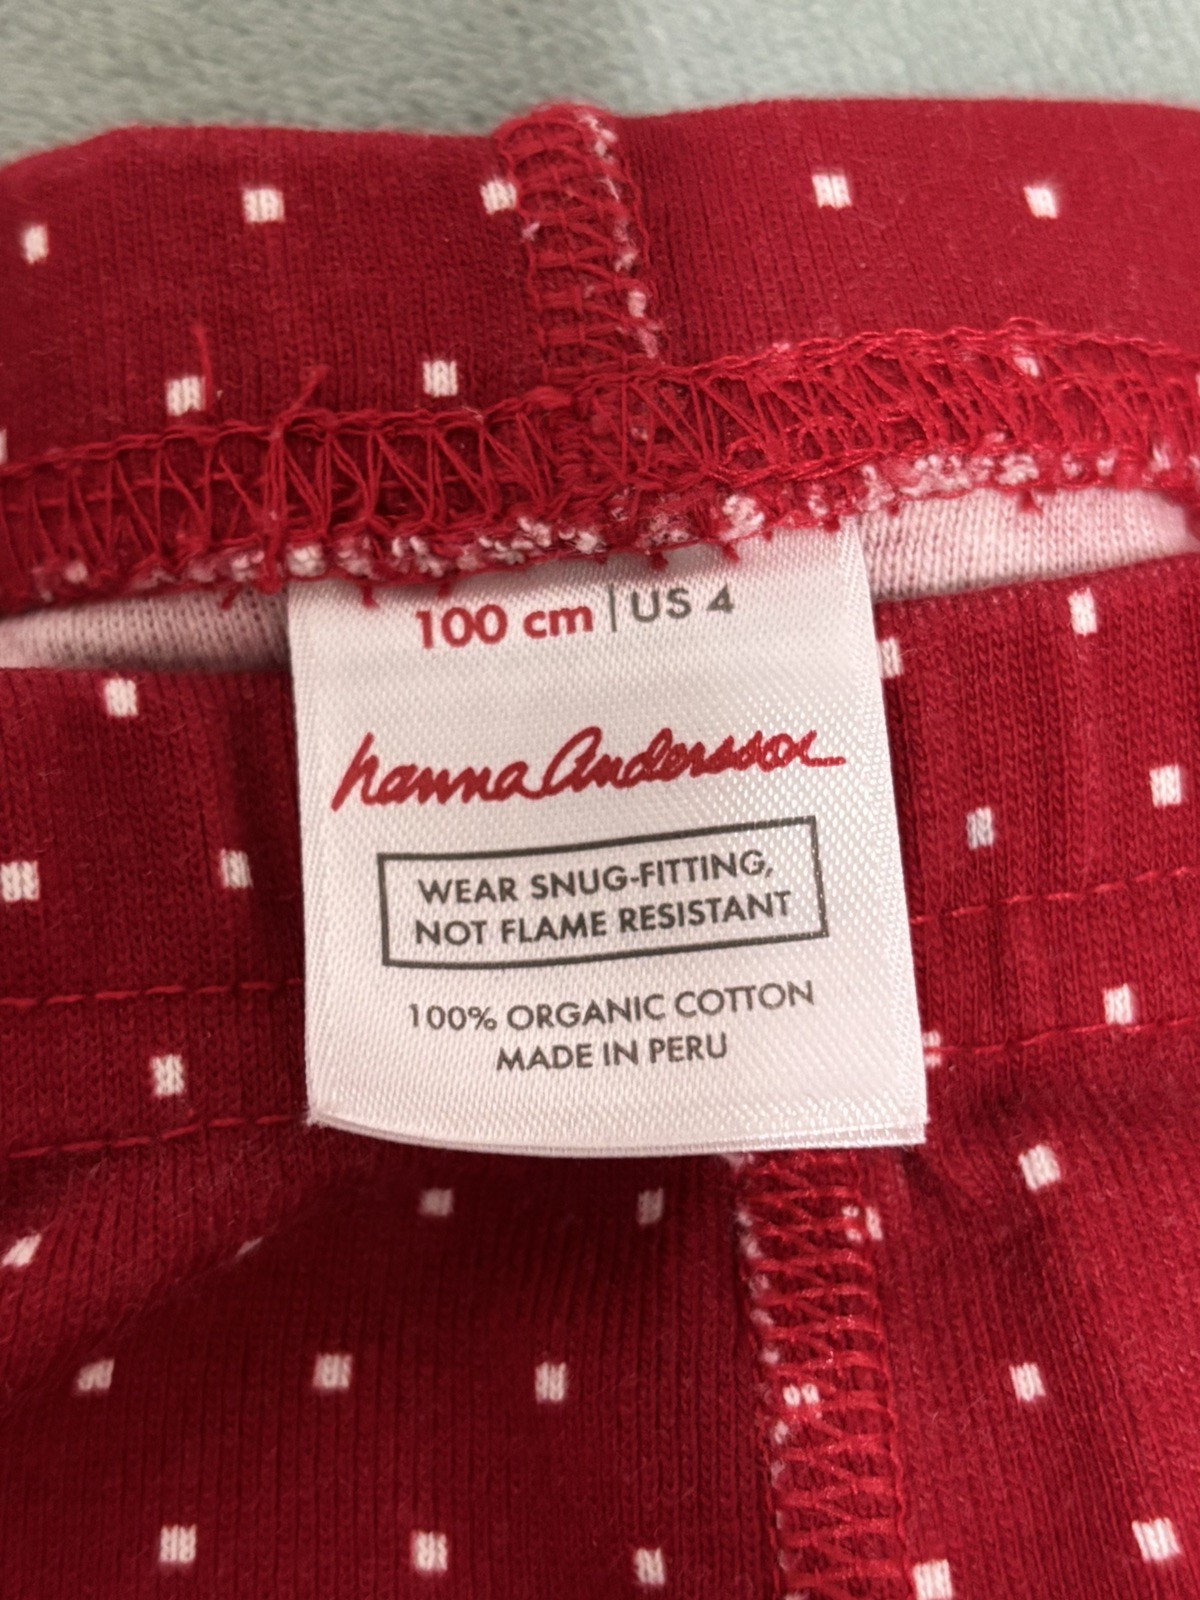 100 cm | US 4
hanna Andersson
WEAR SNUG-FITTING,
NOT FLAME RESISTANT
100% ORGANIC COTTON
MADE IN PERU